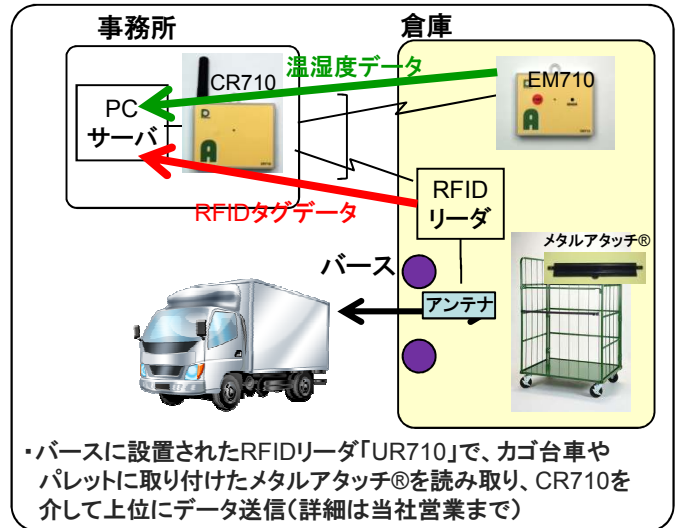 事務所
倉庫
温湿度データ
CR710
EM710
PC
サーバ
RFID
リーダ
RFIDタグデータ
メタルアタッチ®
バース
アンテナ
・バースに設置されたRFIDリーダ「UR710」で、カゴ台車や
パレットに取り付けたメタルアタッチ®を読み取り、CR710を
介して上位にデータ送信(詳細は当社営業まで)